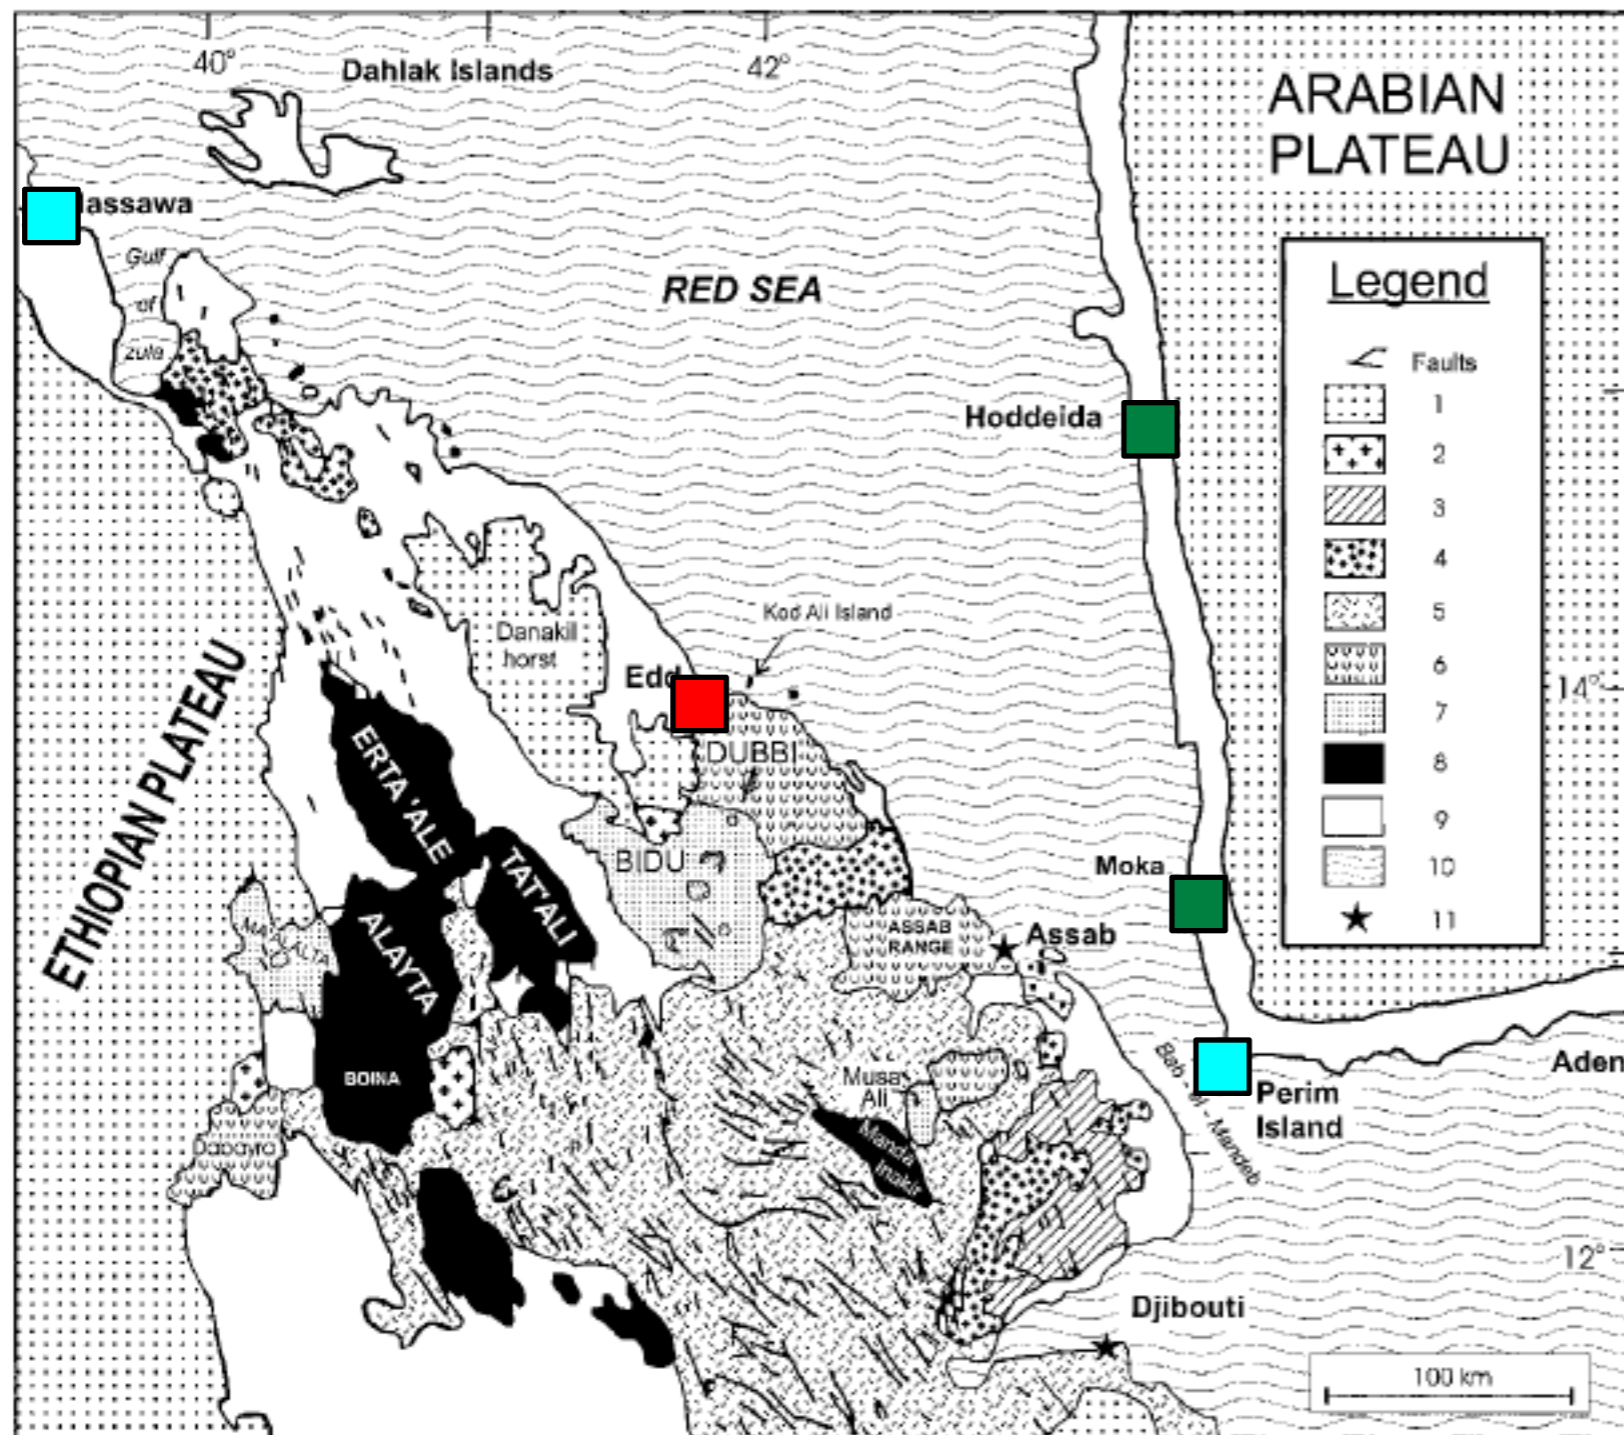 40°
42°
Dahlak Islands
ARABIAN
PLATEAU
assawa
Gulf
of
zula
RED SEA
Legend
Faults
1
2
3
4
5
6
7
8
9
10
11
Hoddeida
Kod Ali Island
Danakil
horst
Edd
14°
ETHIOPIAN PLATEAU
DUBBI
ERTA'ALE
BIDU
TAT'ALI
Moka
ALAYTA
ASSAB
RANGE
Assab
BOINA
Musa
Ali
Bab - el - Mandeb
Aden
Perim
Island
Dabayra
Manda
12°
Djibouti
100 km